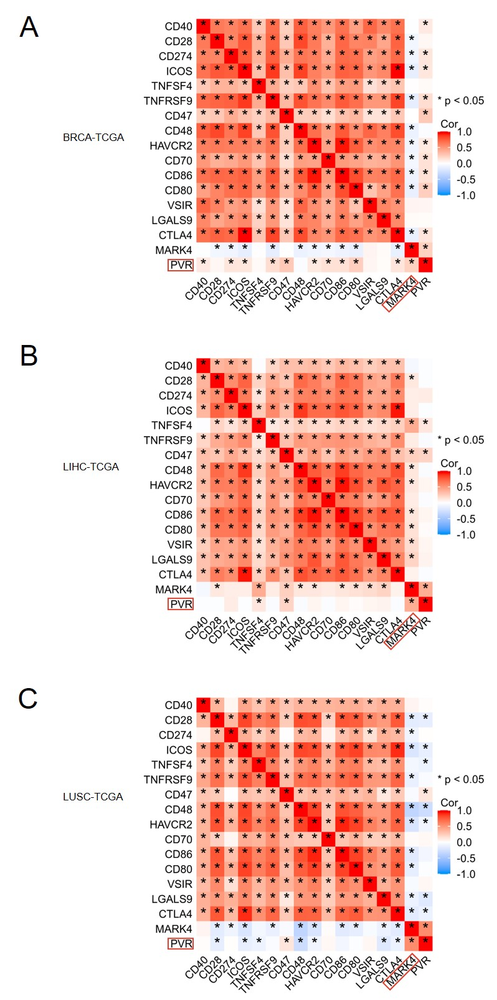 A
CD40
CD28
CD274
ICOS
TNFSF4
TNFRSF9
CD47
CD48
HAVCR2
CD70
CD86
CD80
VSIR
LGALS9
CTLA4
MARK4
PVR
BRCA-TCGA
* p < 0.05
Cor
1.0
0.5
0.0
-0.5
-1.0
CD40 CD28 CD274 ICOS TNFSF4 TNFRSF9 CD47 CD48 HAVCR2 CD70 CD86 CD80 VSIR LGALS9 CTLA4 MARK4 PVR
B
CD40
CD28
CD274
ICOS
TNFSF4
TNFRSF9
CD47
CD48
HAVCR2
CD70
CD86
CD80
VSIR
LGALS9
CTLA4
MARK4
PVR
LIHC-TCGA
* p < 0.05
Cor
1.0
0.5
0.0
-0.5
-1.0
CD40 CD28 CD274 ICOS TNFSF4 TNFRSF9 CD47 CD48 HAVCR2 CD70 CD86 CD80 VSIR LGALS9 CTLA4 MARK4 PVR
C
CD40
CD28
CD274
ICOS
TNFSF4
TNFRSF9
CD47
CD48
HAVCR2
CD70
CD86
CD80
VSIR
LGALS9
CTLA4
MARK4
PVR
LUSC-TCGA
* p < 0.05
Cor
1.0
0.5
0.0
-0.5
-1.0
CD40 CD28 CD274 ICOS TNFSF4 TNFRSF9 CD47 CD48 HAVCR2 CD70 CD86 CD80 VSIR LGALS9 CTLA4 MARK4 PVR